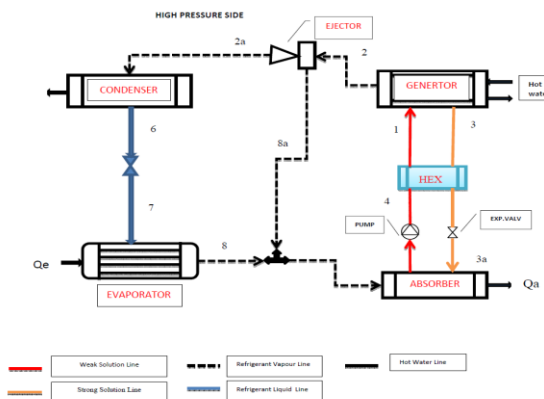 HIGH PRESSURE SIDE
EJECTOR
2a
2
CONDENSER
GENERTOR
Hot
water
6
1
3
8a
HEX
7
4
PUMP
EXP.VALV
8
Qe
3a
EVAPORATOR
ABSORBER
Qa
Weak Solution Line
Refrigerant Vapour Line
Hot Water Line
Strong Solution Line
Refrigerant Liquid Line